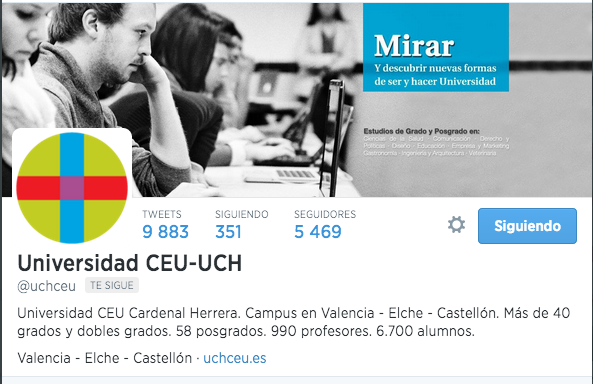 Mirar
Y descubrir nuevas formas
de ser y hacer Universidad
Estudios de Grado y Posgrado en:
Ciencias de la Salud - Comunicación - Derecho y
Políticas - Diseño - Educación - Empresa y Marketing
Gastronomía - Ingeniería y Arquitectura - Veterinaria
TWEETS SIGUIENDO SEGUIDORES
9 883 351 5 469
Siguiendo
Universidad CEU-UCH
@uchceu TE SIGUE
Universidad CEU Cardenal Herrera. Campus en Valencia - Elche - Castellón. Más de 40
grados y dobles grados. 58 posgrados. 990 profesores. 6.700 alumnos.
Valencia - Elche - Castellón · uchceu.es